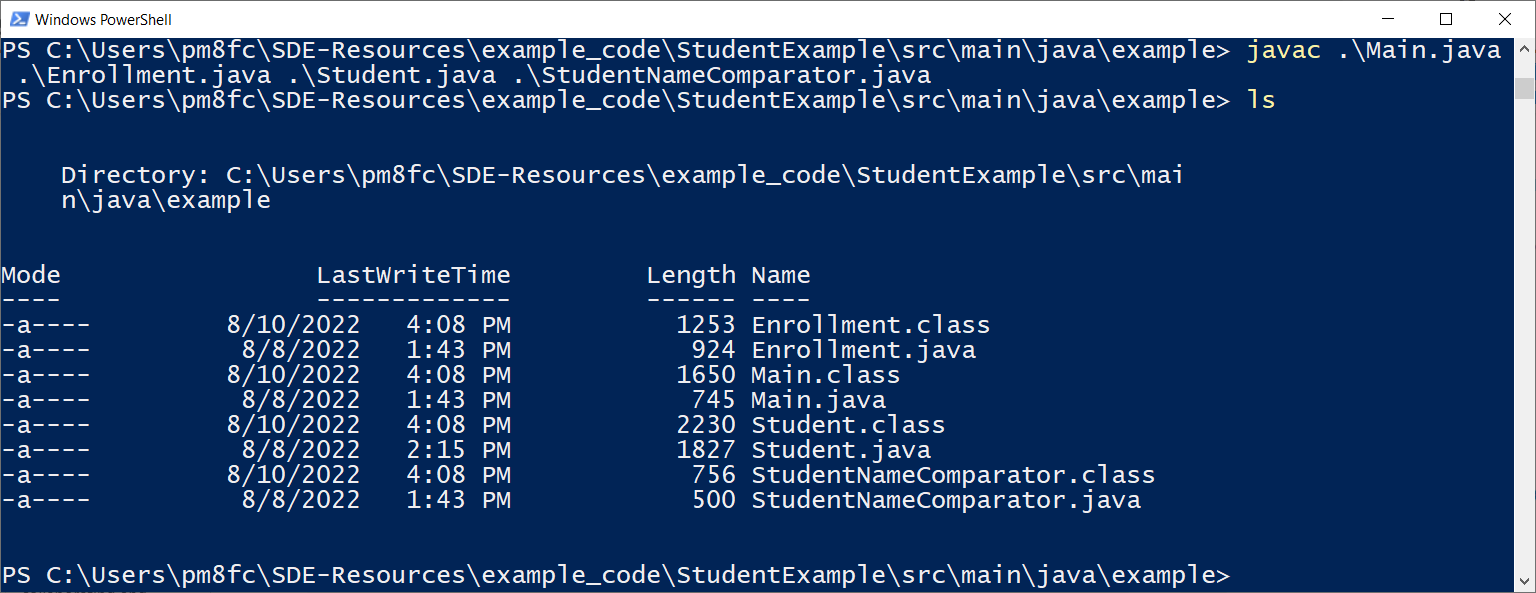 Windows PowerShell
PS C:\Users\pm8fc\SDE-Resources\example_code\StudentExample\src\main\java\example> javac .\Main.java
.\Enrollment.java .\Student.java .\StudentNameComparator.java
PS C:\Users\pm8fc\SDE-Resources\example_code\StudentExample\src\main\java\example> ls
Directory: C:\Users\pm8fc\SDE-Resources\example_code\StudentExample\src\mai
n\java\example
Mode LastWriteTime Length Name
---- ------------- ------ ----
-a---- 8/10/2022 4:08 PM 1253 Enrollment.class
-a---- 8/8/2022 1:43 PM 924 Enrollment.java
-a---- 8/10/2022 4:08 PM 1650 Main.class
-a---- 8/8/2022 1:43 PM 745 Main.java
-a---- 8/10/2022 4:08 PM 2230 Student.class
-a---- 8/8/2022 2:15 PM 1827 Student.java
-a---- 8/10/2022 4:08 PM 756 StudentNameComparator.class
-a---- 8/8/2022 1:43 PM 500 StudentNameComparator.java
PS C:\Users\pm8fc\SDE-Resources\example_code\StudentExample\src\main\java\example>